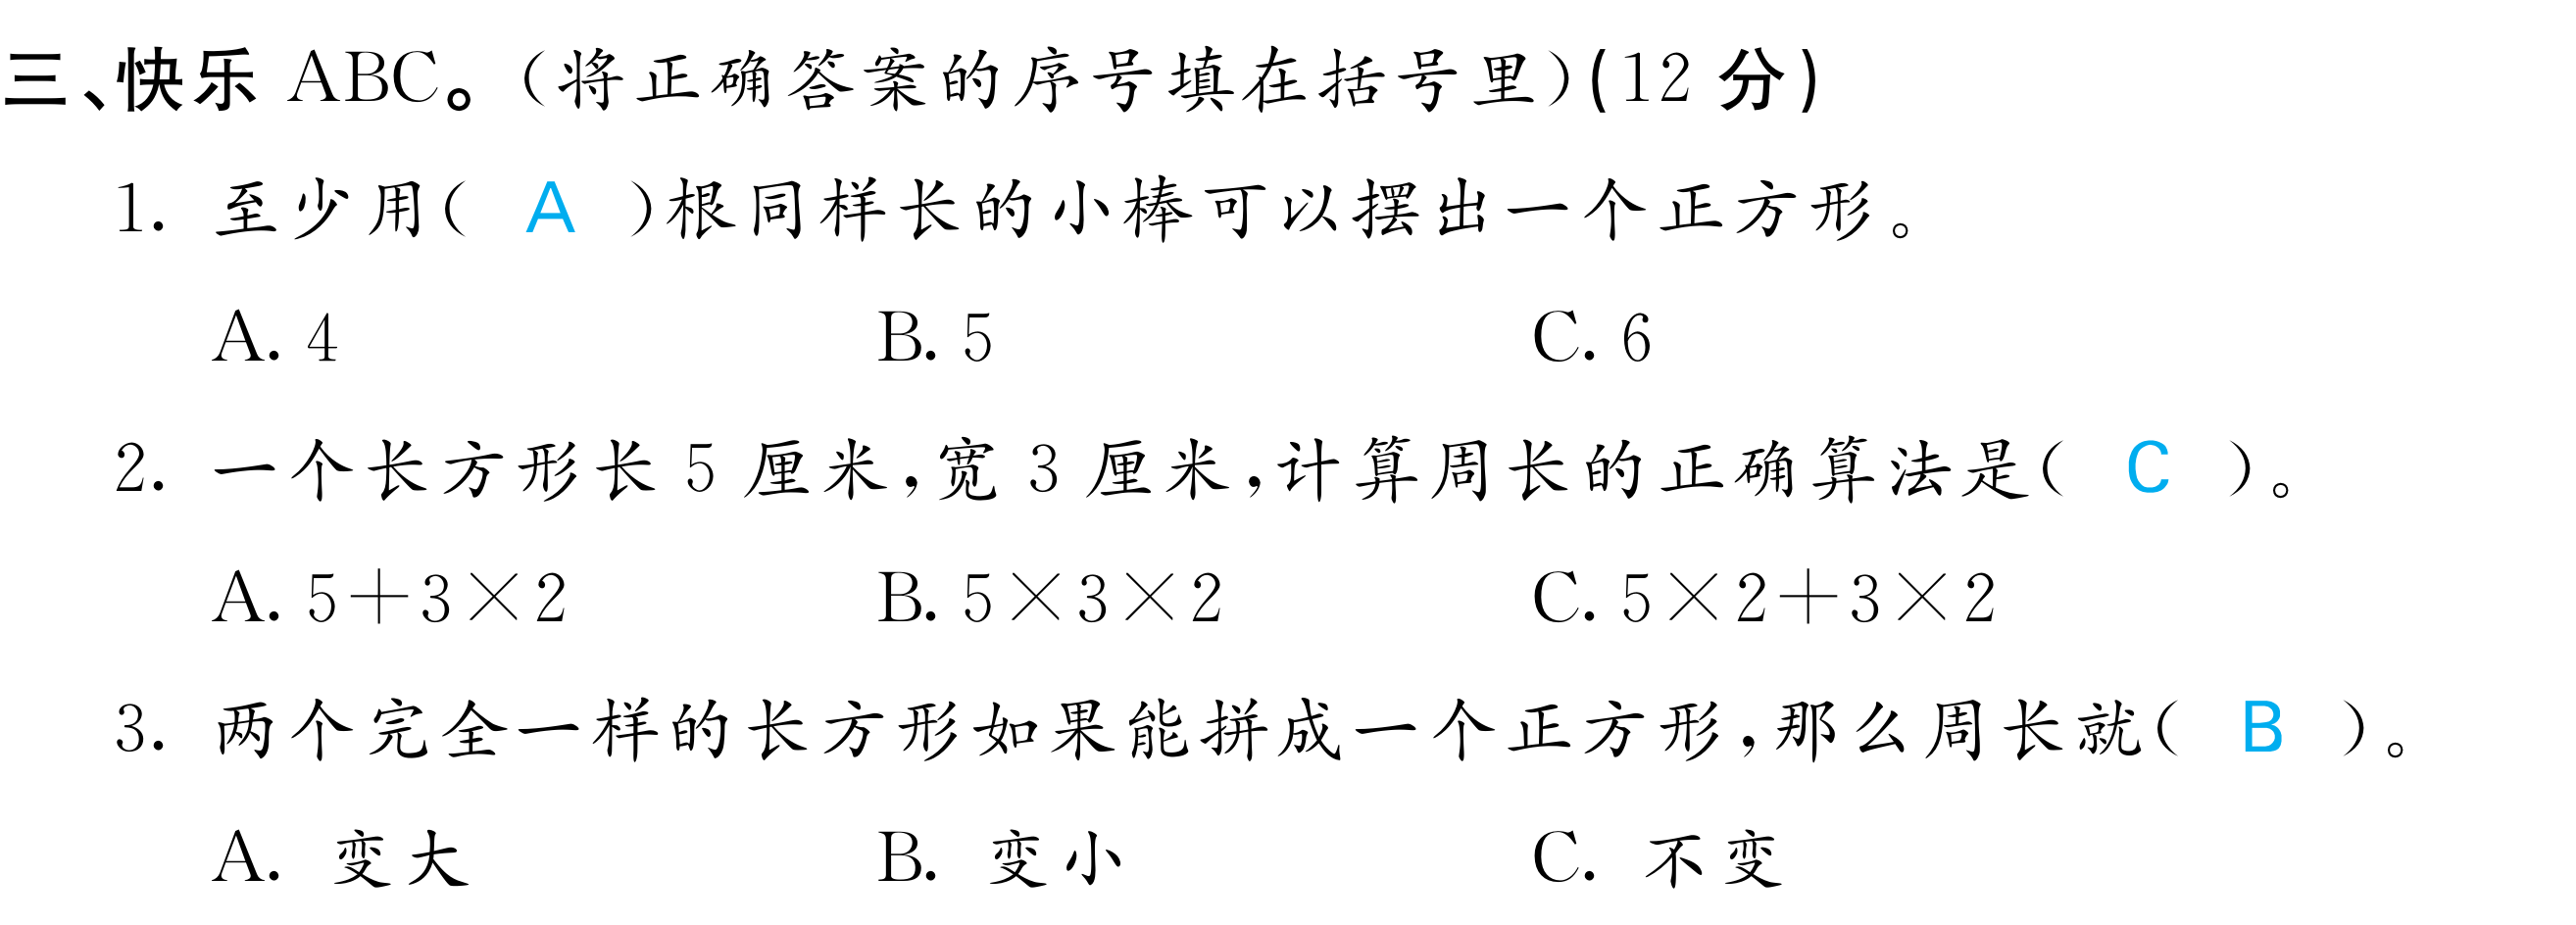 三、快乐 ABC。(将正确答案的序号填在括号里)(12 分)
1. 至少用( A )根同样长的小棒可以摆出一个正方形。
A. 4 B. 5 C. 6
2. 一个长方形长 5 厘米,宽 3 厘米,计算周长的正确算法是( C )。
A. 5+3×2 B. 5×3×2 C. 5×2+3×2
3. 两个完全一样的长方形如果能拼成一个正方形,那么周长就( B )。
A. 变大 B. 变小 C. 不变